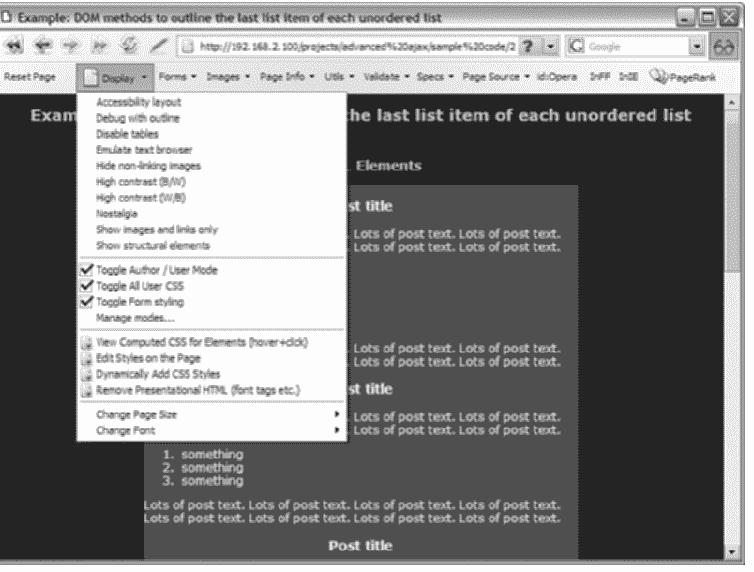 Example: DOM methods to outline the last list item of each unordered list
http://192.168.2.100/projects/advanced%20ajax/sample%20code/2
Google
Reset Page Display Forms Images Page Info Utils Validate Specs Page Source id:Opera InFF InIE PageRank
Accessibility layout
Exam he last list item of each unordered list
Debug with outline
Disable tables
Emulate text browser
Hide non-linking images
Elements
High contrast (B/W)
High contrast (W/B)
st title
Nostalgia
Show images and links only
Lots of post text. Lots of post text.
Show structural elements
Lots of post text. Lots of post text.
Toggle Author / User Mode
Toggle All User CSS
Toggle Form styling
Manage modes...
View Computed CSS for Elements (hover+click)
Lots of post text. Lots of post text.
Edit Styles on the Page
Lots of post text. Lots of post text.
Dynamically Add CSS Styles
Remove Presentational HTML (font tags etc.)
st title
Change Page Size
Lots of post text. Lots of post text.
Change Font
Lots of post text. Lots of post text.
1. something
2. something
3. something
Lots of post text. Lots of post text. Lots of post text. Lots of post text.
Lots of post text. Lots of post text. Lots of post text. Lots of post text.
Post title